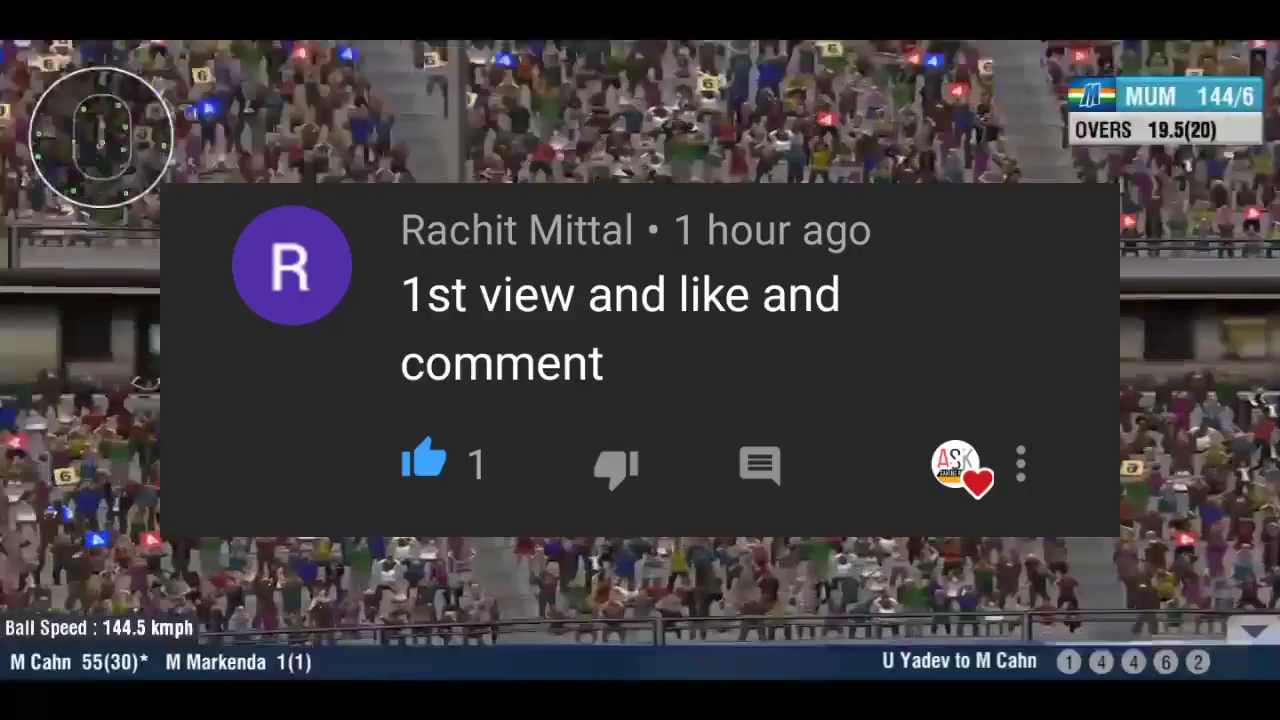 MUM 144/6
OVERS 19.5(20)
R
Rachit Mittal • 1 hour ago
1st view and like and
comment
1
ASK
Ball Speed : 144.5 kmph
M Cahn 55(30)* M Markenda 1(1)
U Yadev to M Cahn 1 4 4 6 2